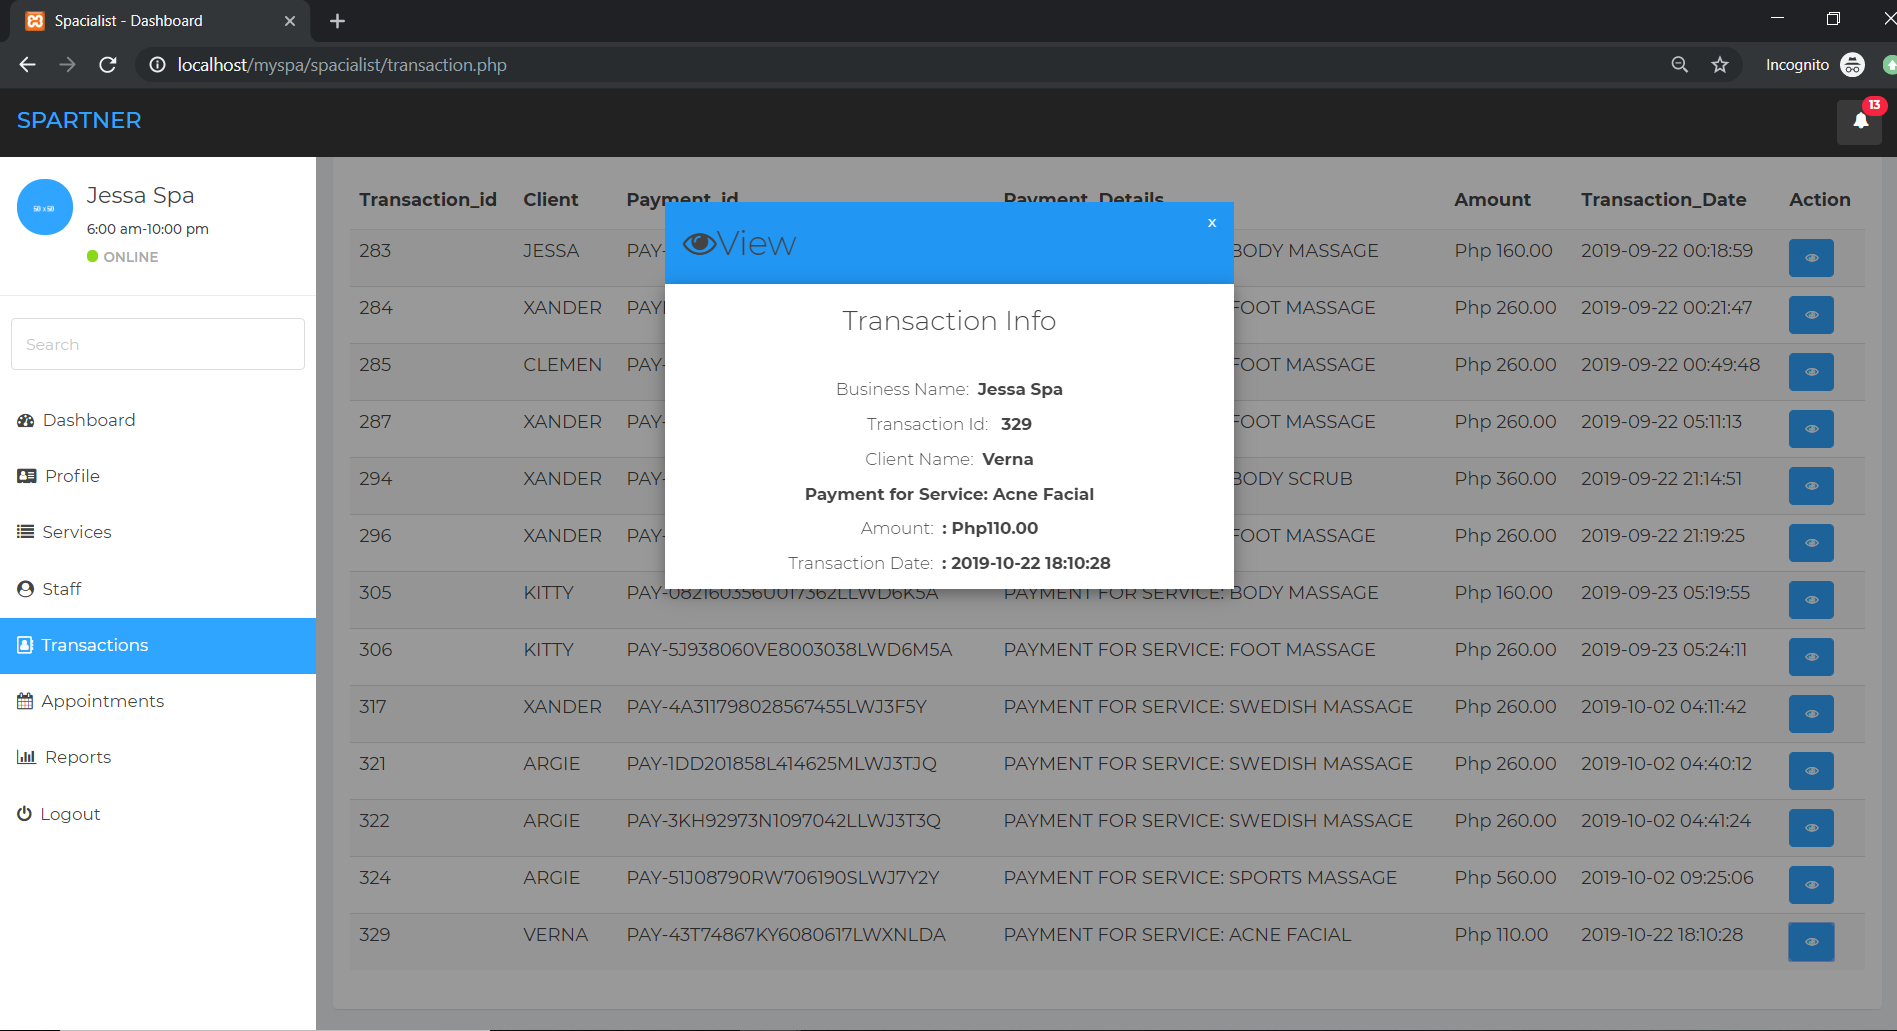 Spacialist - Dashboard
localhost/myspa/spacialist/transaction.php
Incognito
SPARTNER
13
Jessa Spa
6:00 am-10:00 pm
ONLINE
Search
Dashboard
Profile
Services
Staff
Transactions
Appointments
Reports
Logout
Transaction_id Client Payment_id Payment_Details Amount Transaction_Date Action
283 JESSA PAY- BODY MASSAGE Php 160.00 2019-09-22 00:18:59
284 XANDER FOOT MASSAGE Php 260.00 2019-09-22 00:21:47
285 CLEMEN PAY- FOOT MASSAGE Php 260.00 2019-09-22 00:49:48
287 XANDER PAY- FOOT MASSAGE Php 260.00 2019-09-22 05:11:13
294 XANDER PAY- BODY SCRUB Php 360.00 2019-09-22 21:14:51
296 XANDER PAY- FOOT MASSAGE Php 260.00 2019-09-22 21:19:25
305 KITTY PAY-082160356U017362LLWD6K5A PAYMENT FOR SERVICE: BODY MASSAGE Php 160.00 2019-09-23 05:19:55
306 KITTY PAY-5J938060VE8003038LWD6M5A PAYMENT FOR SERVICE: FOOT MASSAGE Php 260.00 2019-09-23 05:24:11
317 XANDER PAY-4A311798028567455LWJ3F5Y PAYMENT FOR SERVICE: SWEDISH MASSAGE Php 260.00 2019-10-02 04:11:42
321 ARGIE PAY-1DD201858L414625MLWJ3TJQ PAYMENT FOR SERVICE: SWEDISH MASSAGE Php 260.00 2019-10-02 04:40:12
322 ARGIE PAY-3KH92973N1097042LLWJ3T3Q PAYMENT FOR SERVICE: SWEDISH MASSAGE Php 260.00 2019-10-02 04:41:24
324 ARGIE PAY-51J08790RW706190SLWJ7Y2Y PAYMENT FOR SERVICE: SPORTS MASSAGE Php 560.00 2019-10-02 09:25:06
329 VERNA PAY-43T74867KY6080617LWXNLDA PAYMENT FOR SERVICE: ACNE FACIAL Php 110.00 2019-10-22 18:10:28
View
x
Transaction Info
Business Name: Jessa Spa
Transaction Id: 329
Client Name: Verna
Payment for Service: Acne Facial
Amount: : Php110.00
Transaction Date: : 2019-10-22 18:10:28